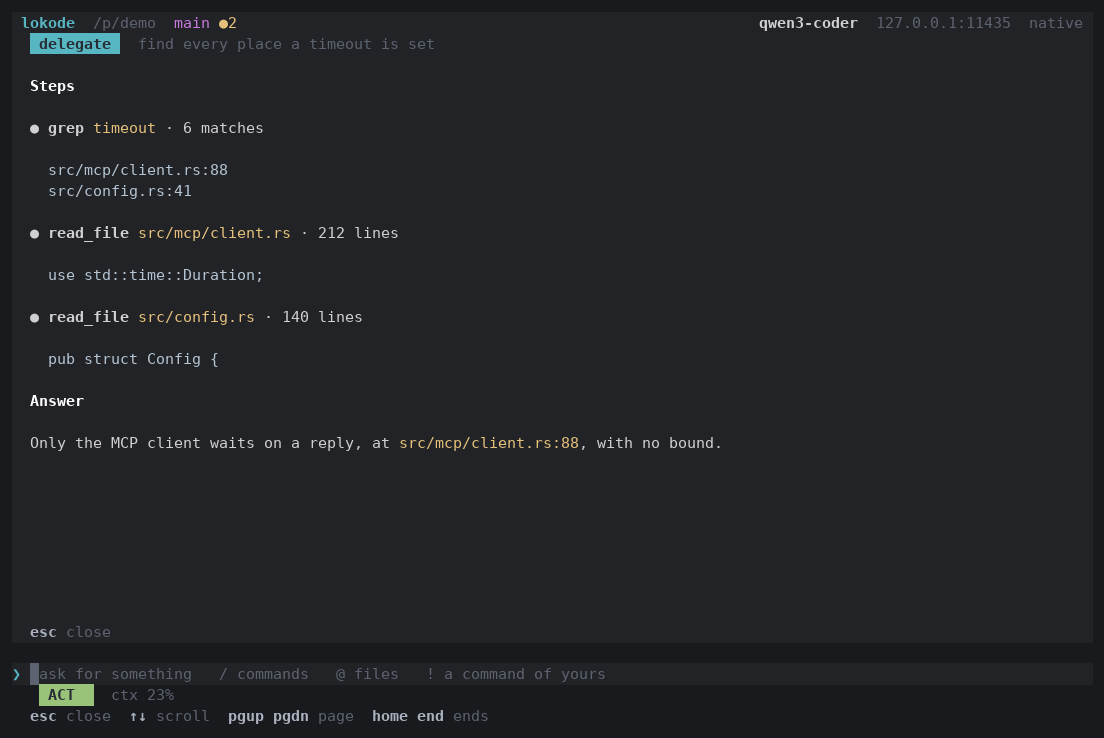 lokode  /p/demo  main ●2  qwen3-coder  127.0.0.1:11435  native
delegate  find every place a timeout is set
Steps
● grep timeout · 6 matches
src/mcp/client.rs:88
src/config.rs:41
● read_file src/mcp/client.rs · 212 lines
use std::time::Duration;
● read_file src/config.rs · 140 lines
pub struct Config {
Answer
Only the MCP client waits on a reply, at src/mcp/client.rs:88, with no bound.
esc close
❯ ask for something   / commands   @ files   ! a command of yours
ACT  ctx 23%
esc close  ↑↓ scroll  pgup pgdn page  home end ends